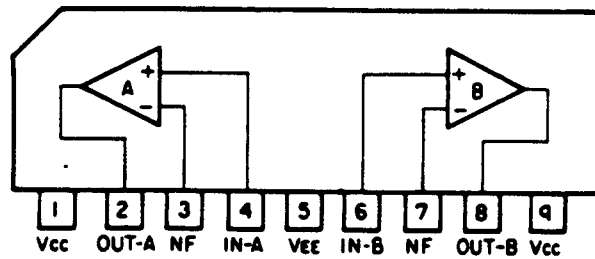 + A −
+ B −
1 2 3 4 5 6 7 8 9
Vcc OUT-A NF IN-A VEE IN-B NF OUT-B Vcc